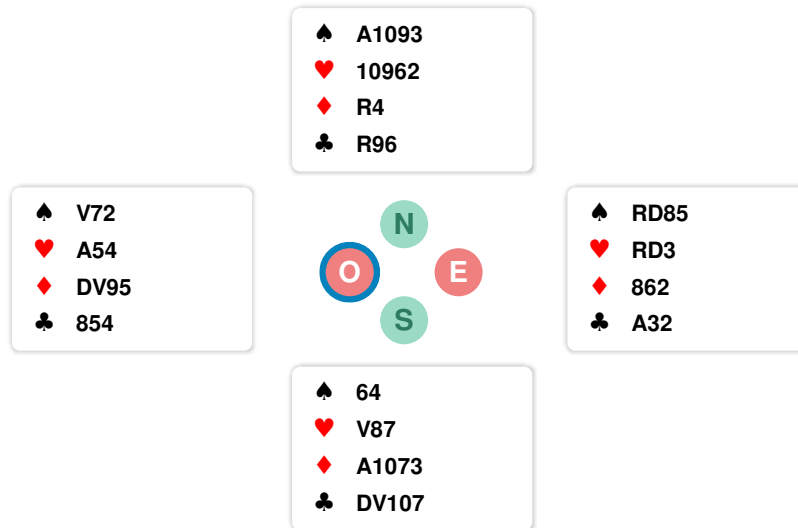 ♠ A1093
♥ 10962
♦ R4
♣ R96
♠ V72
♥ A54
♦ DV95
♣ 854
N
O E
S
♠ RD85
♥ RD3
♦ 862
♣ A32
♠ 64
♥ V87
♦ A1073
♣ DV107